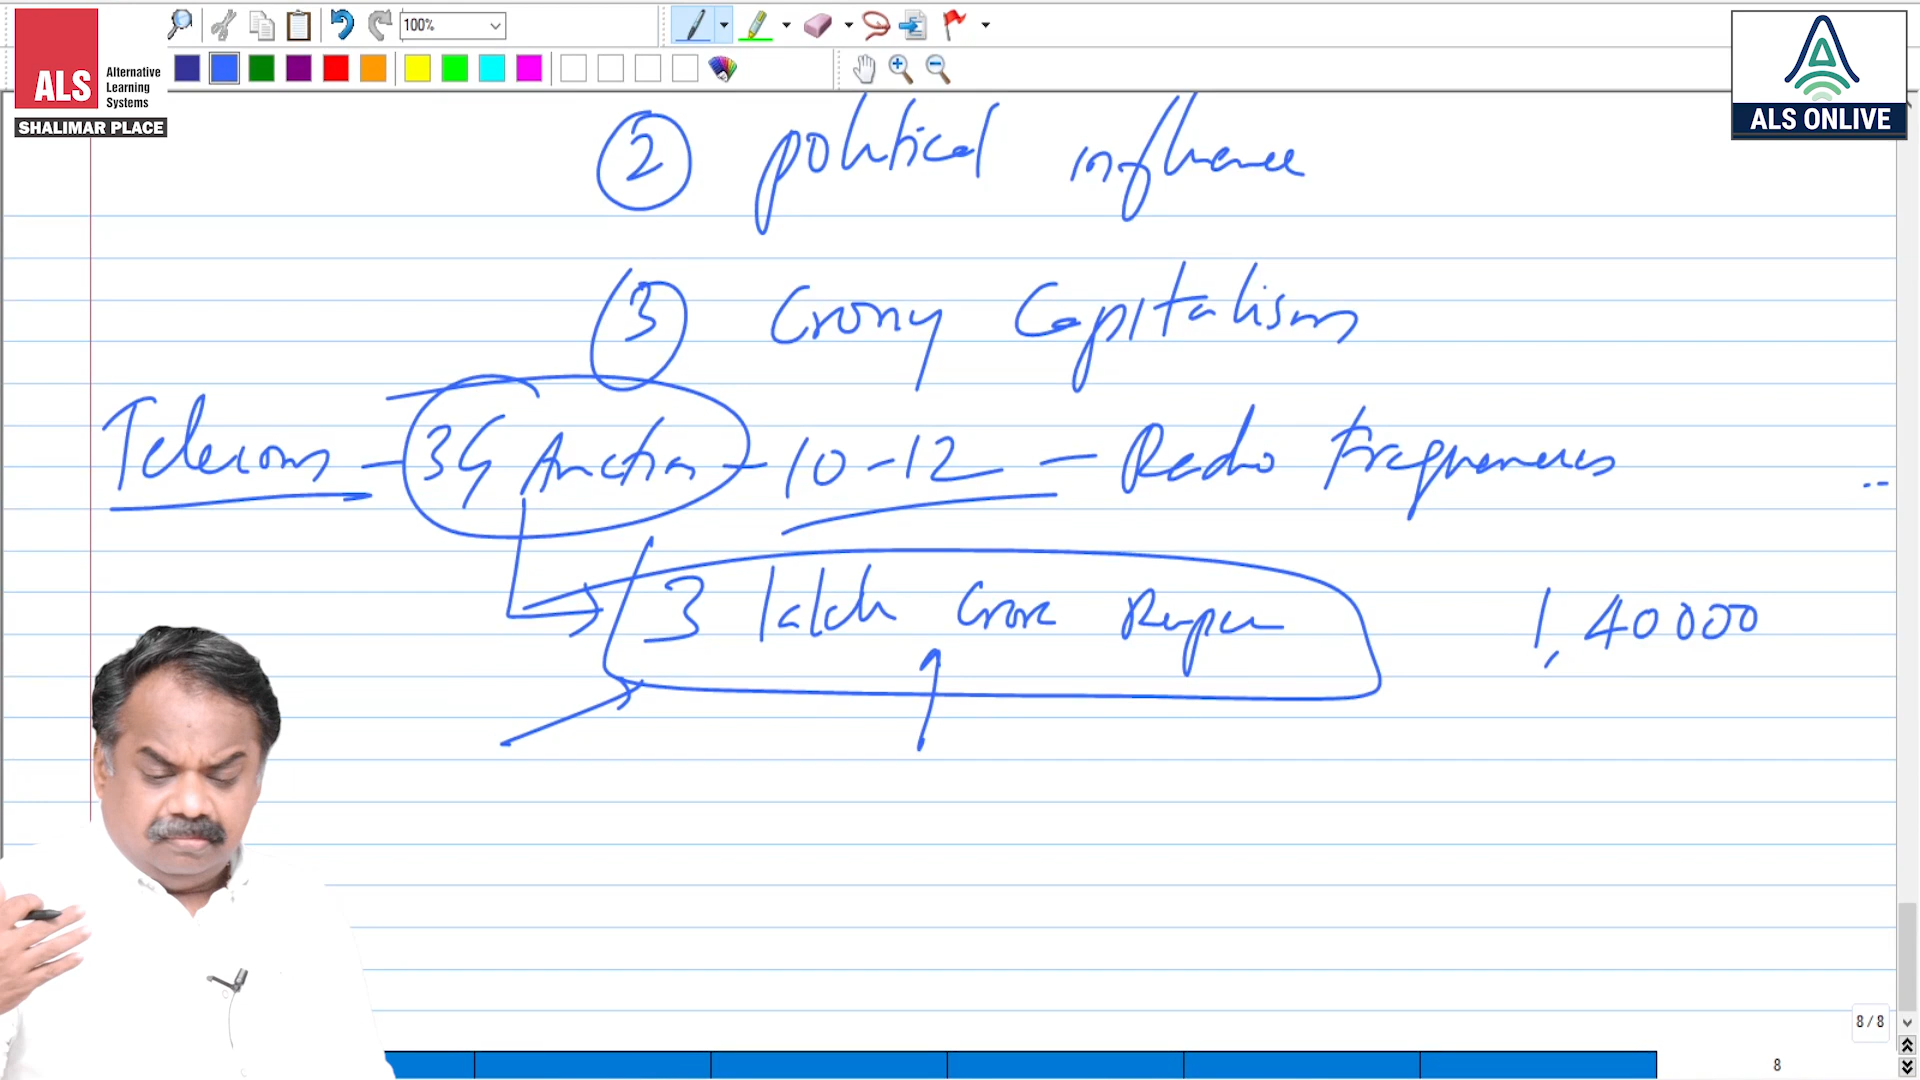 100%
ALS
Alternative
Learning
Systems
SHALIMAR PLACE
ALS ONLIVE
2 political influence
3 Crony Capitalism
Telecom - 3G Auction - 10-12 - Radio Frequencies ..
3 lakh Crore Rupee 1,40000
8/8
8